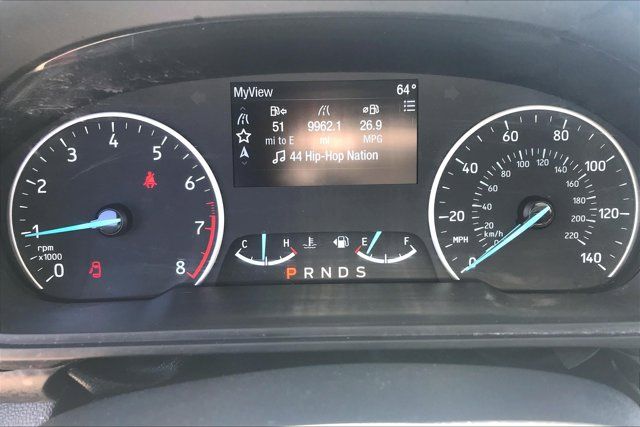 MyView 64°
51 9962.1 26.9
mi to E mi MPG
44 Hip-Hop Nation
0 1 2 3 4 5 6 7 8
rpm
x1000
C H E F
P R N D S
0 20 40 60 80 100 120 140
MPH
km/h
0 20 40 60 80 100 120 140 160 180 200 220